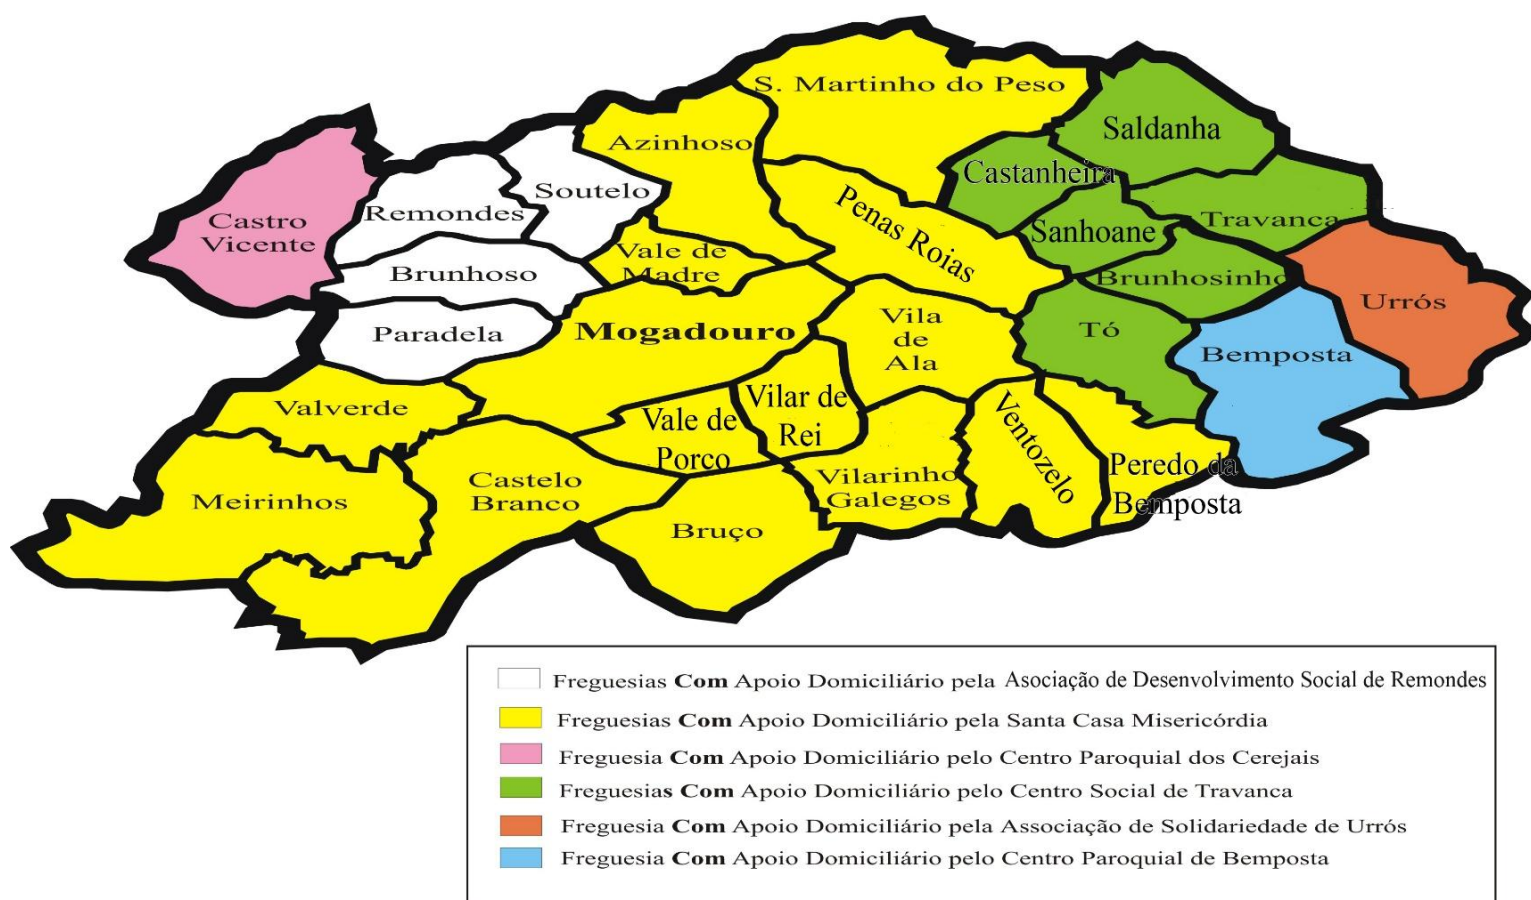 S. Martinho do Peso
Saldanha
Azinhoso
Castanheira
Soutelo
Remondes
Castro
Vicente
Penas Roias
Travanca
Sanhoane
Vale de
Madre
Brunhoso
Brunhosinho
Urrós
Paradela
Mogadouro
Vila
de
Ala
Tó
Bemposta
Valverde
Vilar de
Rei
Vale de
Porco
Ventozelo
Peredo da
Bemposta
Meirinhos
Castelo
Branco
Vilarinho
Galegos
Bruço
Freguesias Com Apoio Domiciliário pela Asociação de Desenvolvimento Social de Remondes
Freguesias Com Apoio Domiciliário pela Santa Casa Misericórdia
Freguesia Com Apoio Domiciliário pelo Centro Paroquial dos Cerejais
Freguesias Com Apoio Domiciliário pelo Centro Social de Travanca
Freguesia Com Apoio Domiciliário pela Associação de Solidariedade de Urrós
Freguesia Com Apoio Domiciliário pelo Centro Paroquial de Bemposta